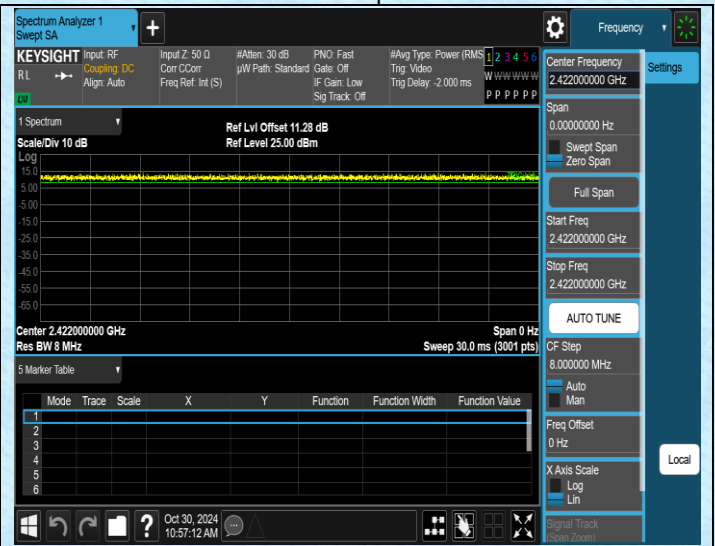 Spectrum Analyzer 1
Swept SA
Frequency
KEYSIGHT
RL
LXI
Input: RF
Coupling: DC
Align: Auto
Input Z: 50 Ω
Corr CCorr
Freq Ref: Int (S)
#Atten: 30 dB
µW Path: Standard
PNO: Fast
Gate: Off
IF Gain: Low
Sig Track: Off
#Avg Type: Power (RMS
Trig: Video
Trig Delay: -2.000 ms
1 2 3 4 5 6
W W W W W W
P P P P P P
1 Spectrum
Scale/Div 10 dB
Ref Lvl Offset 11.28 dB
Ref Level 25.00 dBm
Log
15.0
5.00
-5.00
-15.0
-25.0
-35.0
-45.0
-55.0
-65.0
Center 2.422000000 GHz
Res BW 8 MHz
Span 0 Hz
Sweep 30.0 ms (3001 pts)
5 Marker Table
Mode Trace Scale X Y Function Function Width Function Value
1
2
3
4
5
6
Oct 30, 2024
10:57:12 AM
Center Frequency
2.422000000 GHz
Settings
Span
0.00000000 Hz
Swept Span
Zero Span
Full Span
Start Freq
2.422000000 GHz
Stop Freq
2.422000000 GHz
AUTO TUNE
CF Step
8.000000 MHz
Auto
Man
Freq Offset
0 Hz
X Axis Scale
Log
Lin
Local
Signal Track
(Span Zoom)